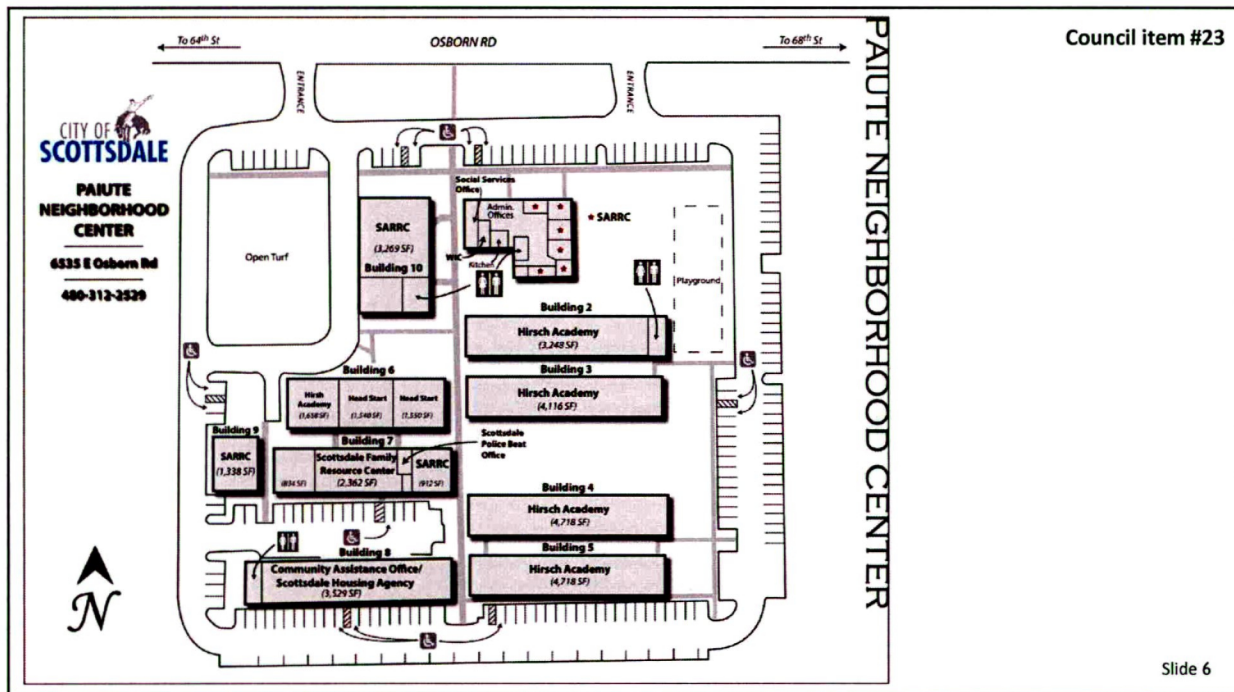 Council item #23
To 64th St
OSBORN RD
To 68th St
ENTRANCE
ENTRANCE
PAIUTE NEIGHBORHOOD CENTER
CITY OF
SCOTTSDALE
PAIUTE
NEIGHBORHOOD
CENTER
6535 E Osborn Rd
480-312-2529
Open Turf
SARRC
(3,269 SF)
Building 10
Social Services
Office
Admin.
Offices
WIC
Kitchen
★ SARRC
Playground
Building 2
Hirsch Academy
(3,248 SF)
Building 3
Hirsch Academy
(4,116 SF)
Building 6
Hirsh
Academy
(1,638 SF)
Head Start
(1,540 SF)
Head Start
(1,550 SF)
Building 9
SARRC
(1,338 SF)
Building 7
(834 SF)
Scottsdale Family
Resource Center
(2,362 SF)
SARRC
(912 SF)
Scottsdale
Police Beat
Office
Building 4
Hirsch Academy
(4,718 SF)
Building 8
Community Assistance Office/
Scottsdale Housing Agency
(3,529 SF)
Building 5
Hirsch Academy
(4,718 SF)
N
Slide 6